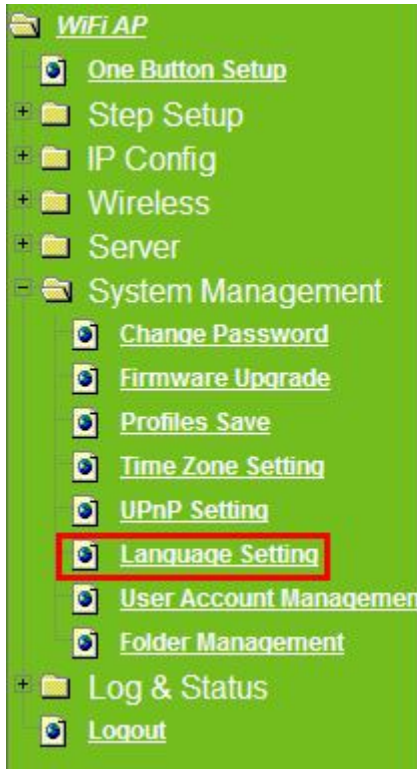 WiFi AP
One Button Setup
Step Setup
IP Config
Wireless
Server
System Management
Change Password
Firmware Upgrade
Profiles Save
Time Zone Setting
UPnP Setting
Language Setting
User Account Managemen
Folder Management
Log & Status
Logout